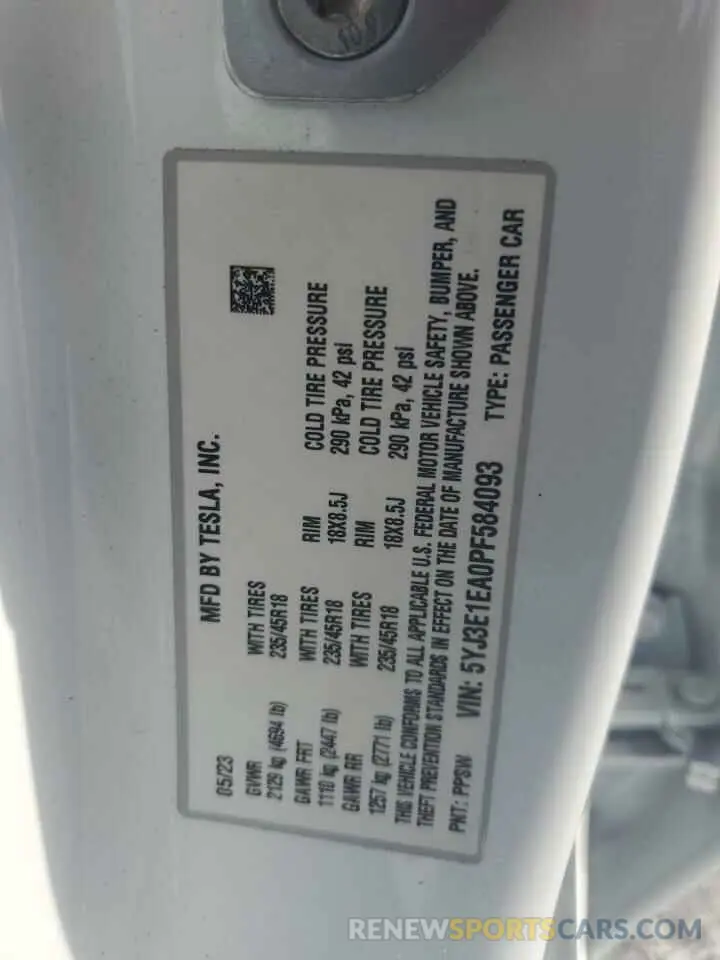 10.9
MFD BY TESLA, INC.
05/23
GVWR WITH TIRES
2129 kg (4694 lb) 235/45R18
GAWR FRT WITH TIRES RIM COLD TIRE PRESSURE
1110 kg (2447 lb) 235/45R18 18X8.5J 290 kPa, 42 psi
GAWR RR WITH TIRES RIM COLD TIRE PRESSURE
1257 kg (2771 lb) 235/45R18 18X8.5J 290 kPa, 42 psi
THIS VEHICLE CONFORMS TO ALL APPLICABLE U.S. FEDERAL MOTOR VEHICLE SAFETY, BUMPER, AND
THEFT PREVENTION STANDARDS IN EFFECT ON THE DATE OF MANUFACTURE SHOWN ABOVE.
PNT: PPSW VIN: 5YJ3E1EA0PF584093 TYPE: PASSENGER CAR
RENEWSPORTSCARS.COM